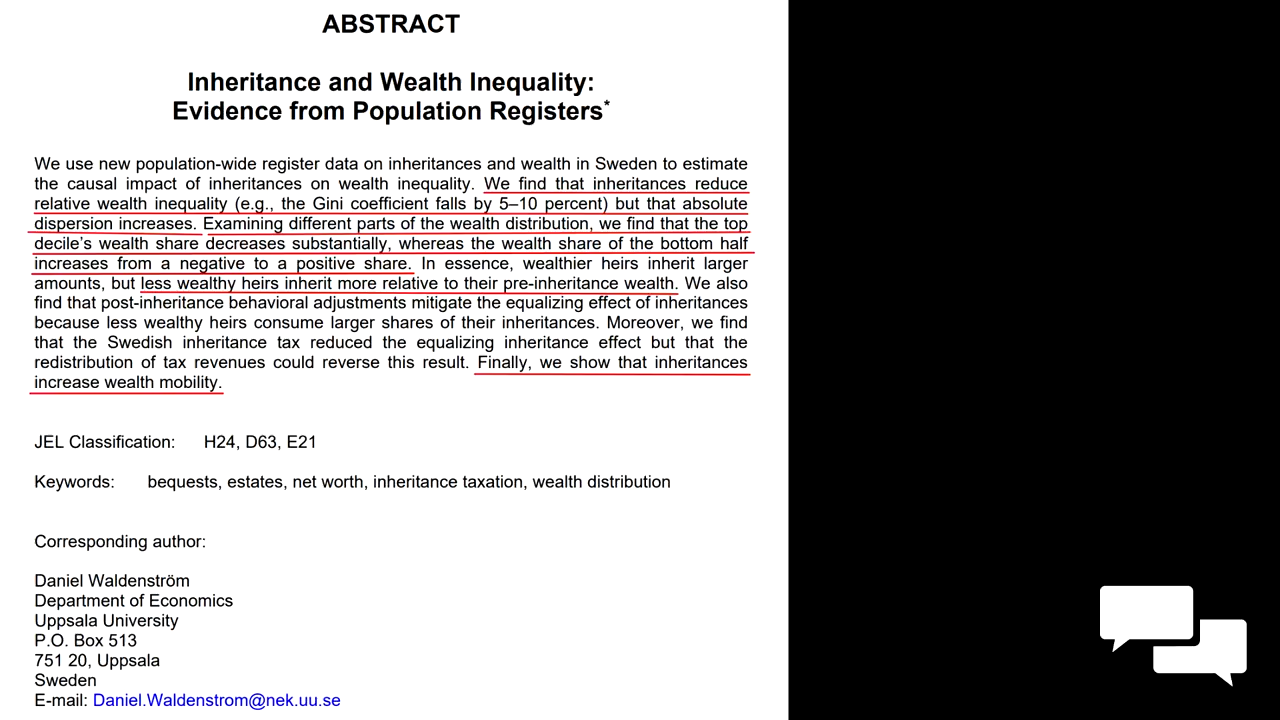 ABSTRACT
Inheritance and Wealth Inequality:
Evidence from Population Registers*
We use new population-wide register data on inheritances and wealth in Sweden to estimate
the causal impact of inheritances on wealth inequality. We find that inheritances reduce
relative wealth inequality (e.g., the Gini coefficient falls by 5–10 percent) but that absolute
dispersion increases. Examining different parts of the wealth distribution, we find that the top
decile's wealth share decreases substantially, whereas the wealth share of the bottom half
increases from a negative to a positive share. In essence, wealthier heirs inherit larger
amounts, but less wealthy heirs inherit more relative to their pre-inheritance wealth. We also
find that post-inheritance behavioral adjustments mitigate the equalizing effect of inheritances
because less wealthy heirs consume larger shares of their inheritances. Moreover, we find
that the Swedish inheritance tax reduced the equalizing inheritance effect but that the
redistribution of tax revenues could reverse this result. Finally, we show that inheritances
increase wealth mobility.
JEL Classification: H24, D63, E21
Keywords: bequests, estates, net worth, inheritance taxation, wealth distribution
Corresponding author:
Daniel Waldenström
Department of Economics
Uppsala University
P.O. Box 513
751 20, Uppsala
Sweden
E-mail: Daniel.Waldenstrom@nek.uu.se